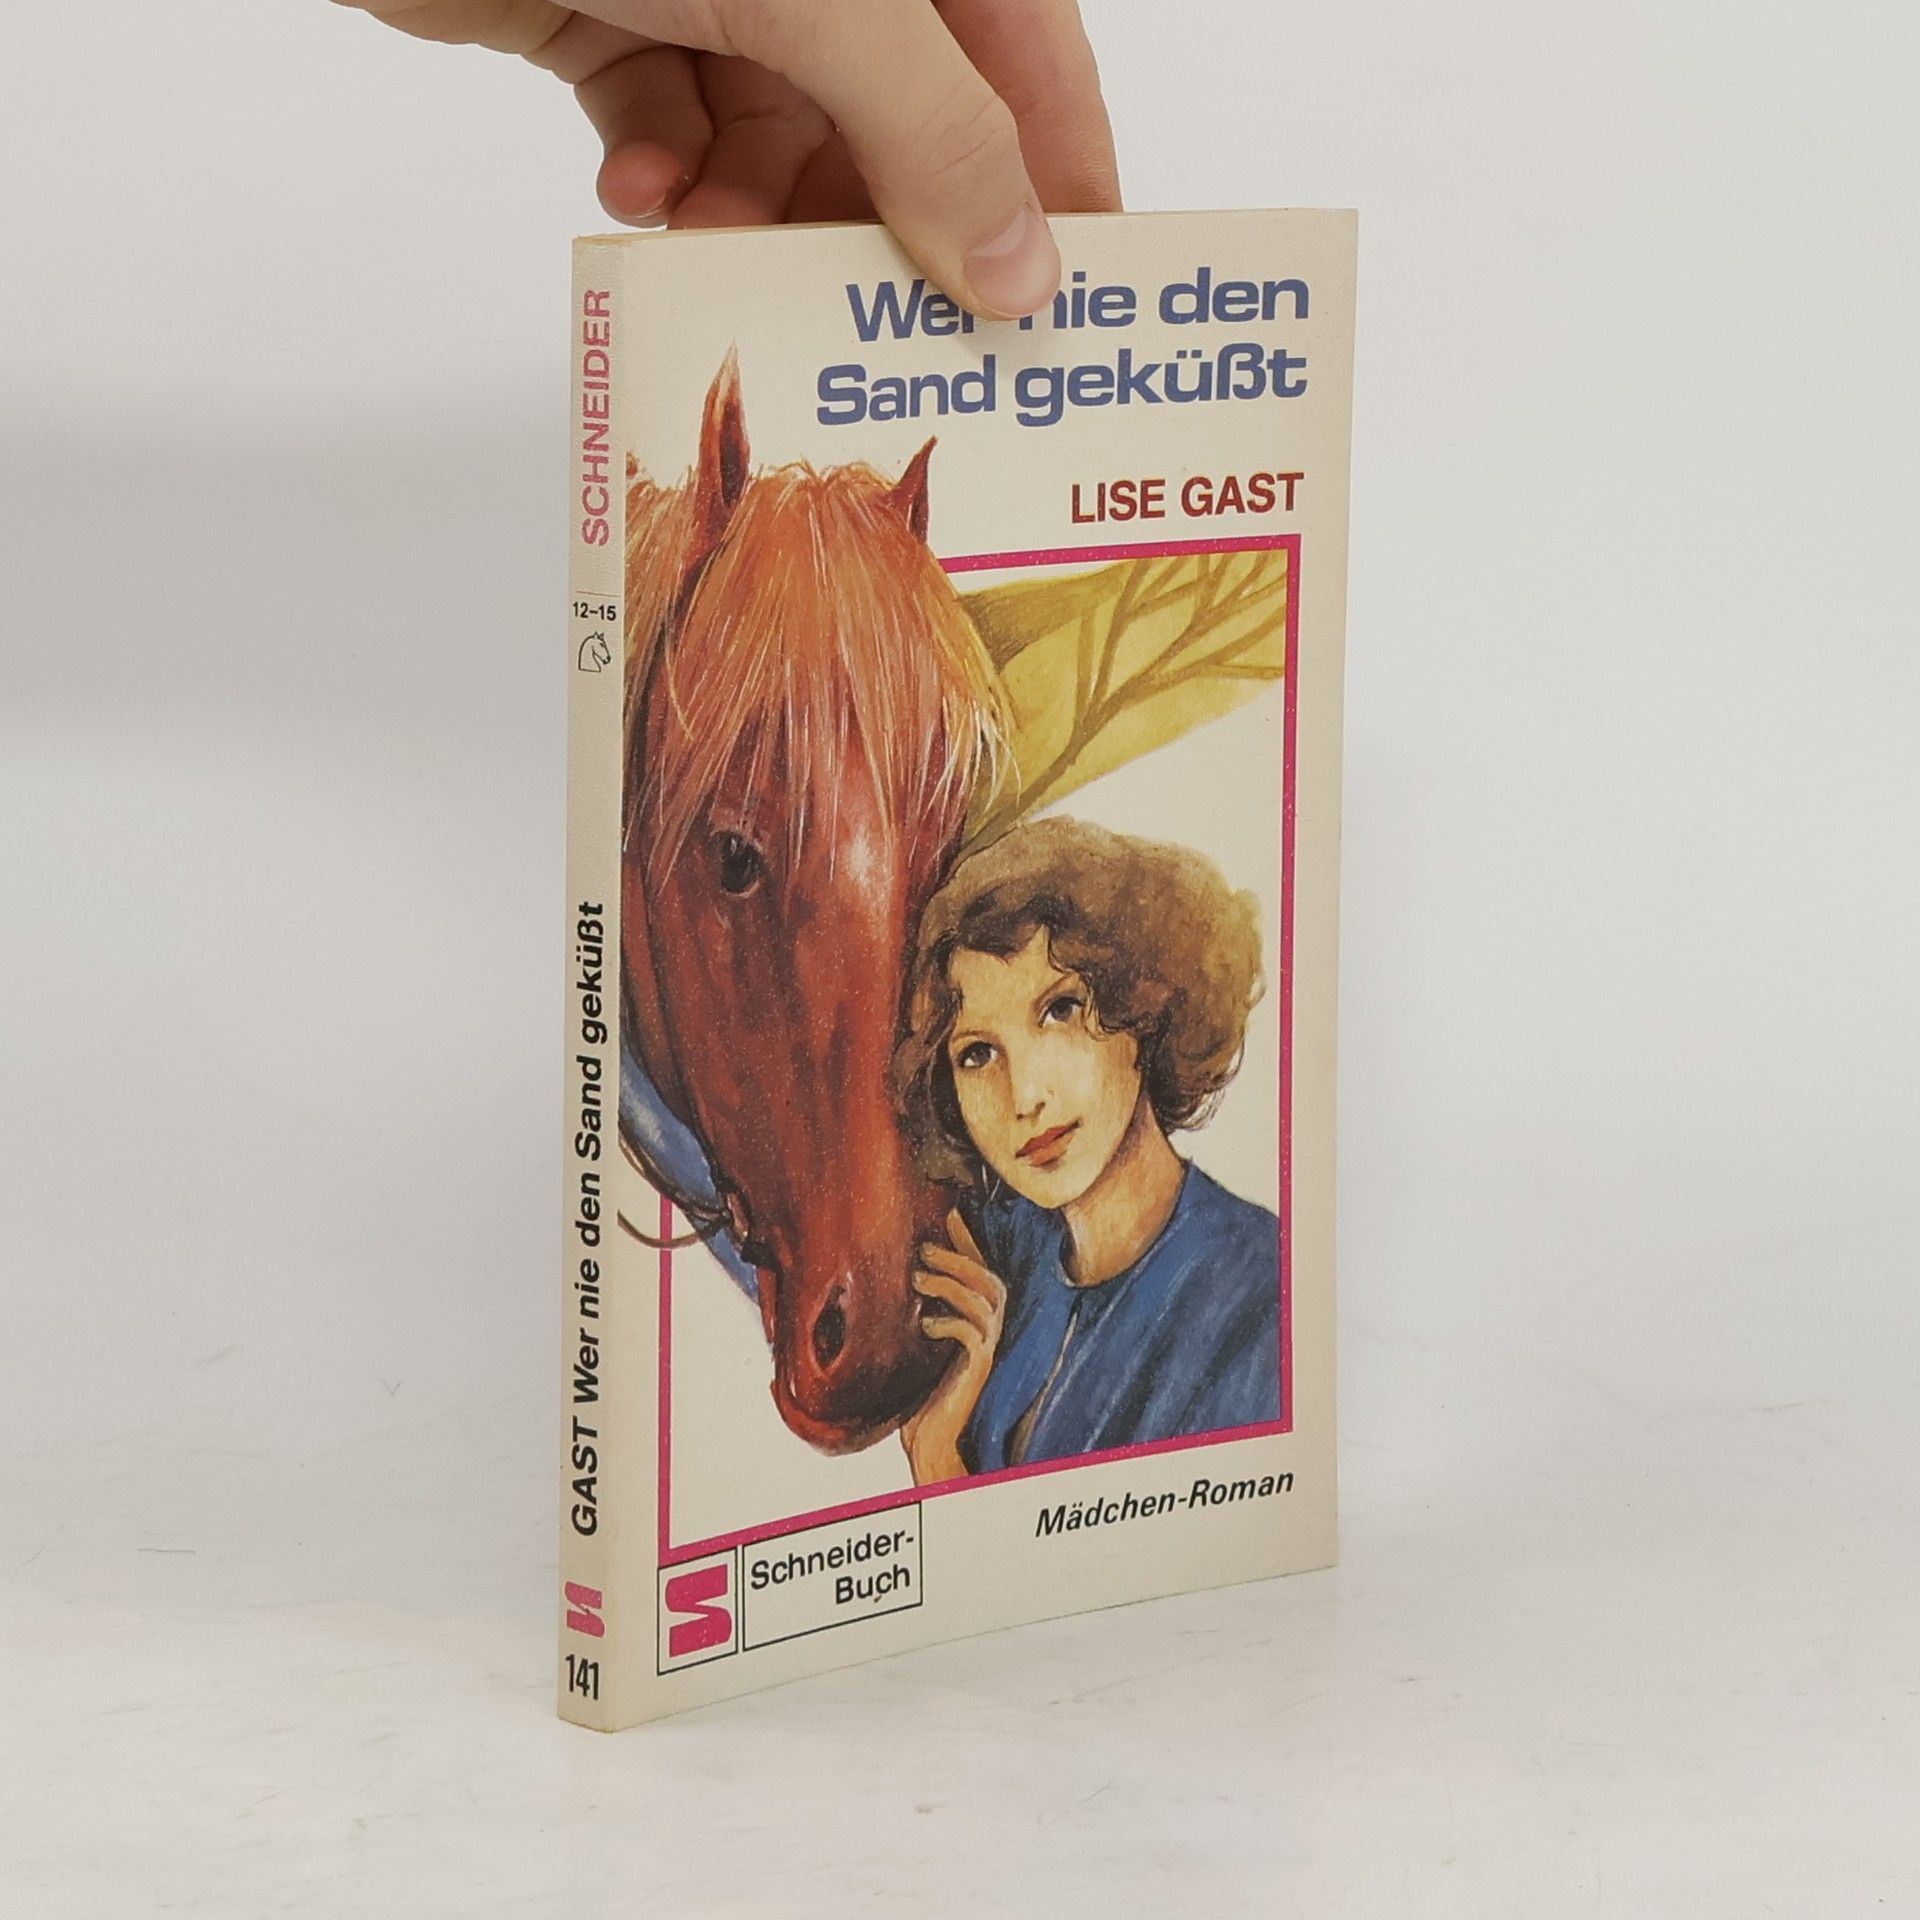 Wer nie den
Sand geküßt
LISE GAST
Mädchen-Roman
Schneider-
Buch
SCHNEIDER
12-15
GAST Wer nie den Sand geküßt
141